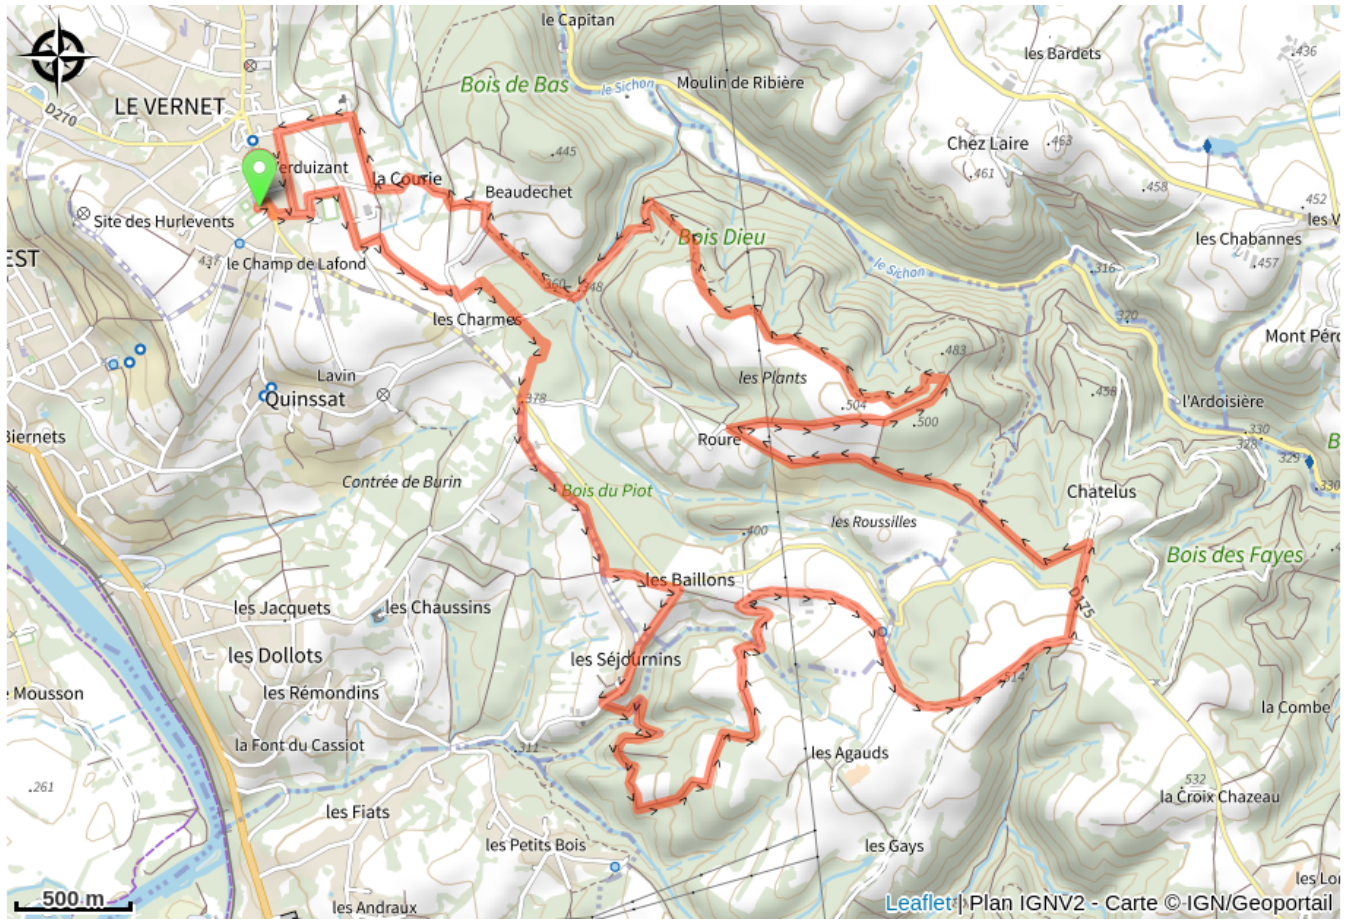 le Capitan
les Bardets
.436
Bois de Bas
le Sichon
Moulin de Ribière
LE VERNET
D270
Chez Laire
.463
.445
.461
.458
la Courie
Beaudechet
452
Site des Hurlevents
Bois Dieu
les Chabannes
EST
437
le Champ de Lafond
le Sichon
.457
.316
360
348
320
les Charmes
Mont Pérc
.483
Lavin
les Plants
.458
Quinssat
378
.504
l'Ardoisière
.500
Biernets
Roure
330
328
329
Contrée de Burin
Bois du Piot
Chatelus
330
.400
les Roussilles
Bois des Fayes
les Baillons
les Jacquets
les Chaussins
D175
les Dollots
les Séjournins
Mousson
les Rémondins
514
la Combe
la Font du Cassiot
.311
les Agauds
.261
532
la Croix Chazeau
les Fiats
les Petits Bois
les Gays
500 m
les Andraux
Leaflet | Plan IGNV2 - Carte © IGN/Geoportail